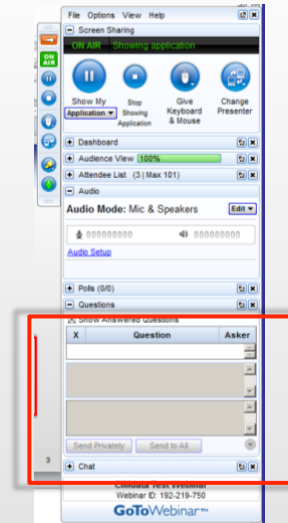 File Options View Help
Screen Sharing
ON AIR Showing application
ON AIR
Show My
Application
Stop Showing Application
Give Keyboard & Mouse
Change Presenter
Dashboard
Audience View 100%
Attendee List (3 | Max 101)
Audio
Audio Mode: Mic & Speakers
Edit
Audio Setup
Polls (0/0)
Questions
Show Answered Questions
X Question Asker
Send Privately Send to All
3
Chat
Webinar
Webinar ID: 192-219-750
GoToWebinar™